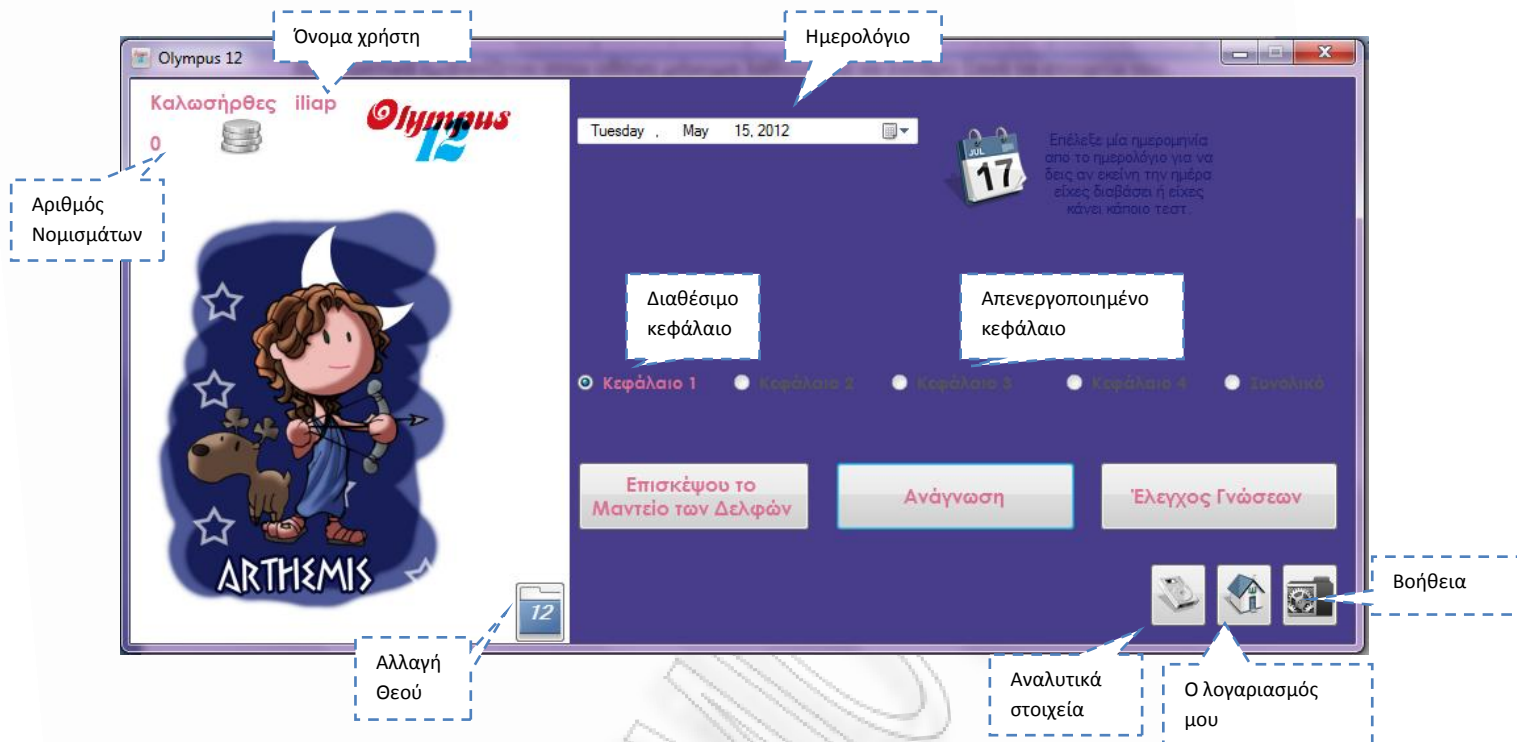 Όνομα χρήστη
Ημερολόγιο
Olympus 12
Καλωσήρθες iliap
0
Olympus
12
Tuesday , May 15, 2012
JUL
17
Επέλεξε μία ημερομηνία
απο το ημερολόγιο για να
δεις αν εκείνη την ημέρα
είχες διαβάσει ή είχες
κάνει κάποιο τεστ
Αριθμός
Νομισμάτων
Διαθέσιμο
κεφάλαιο
Απενεργοποιημένο
κεφάλαιο
Κεφάλαιο 1 Κεφάλαιο 2 Κεφάλαιο 3 Κεφάλαιο 4 Συνολικό
Επισκέψου το
Μαντείο των Δελφών
Ανάγνωση
Έλεγχος Γνώσεων
ARTHEMIS
12
Βοήθεια
Αλλαγή
Θεού
Αναλυτικά
στοιχεία
Ο λογαριασμός
μου